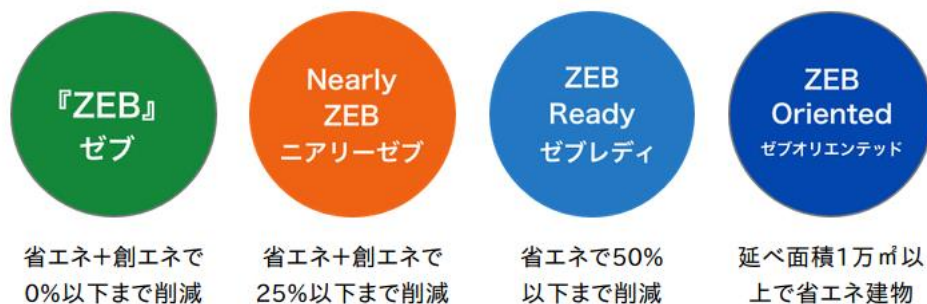 『ZEB』
ゼブ
Nearly
ZEB
ニアリーゼブ
ZEB
Ready
ゼブレディ
ZEB
Oriented
ゼブオリエンテッド
省エネ+創エネで
0%以下まで削減
省エネ+創エネで
25%以下まで削減
省エネで50%
以下まで削減
延べ面積1万㎡以
上で省エネ建物